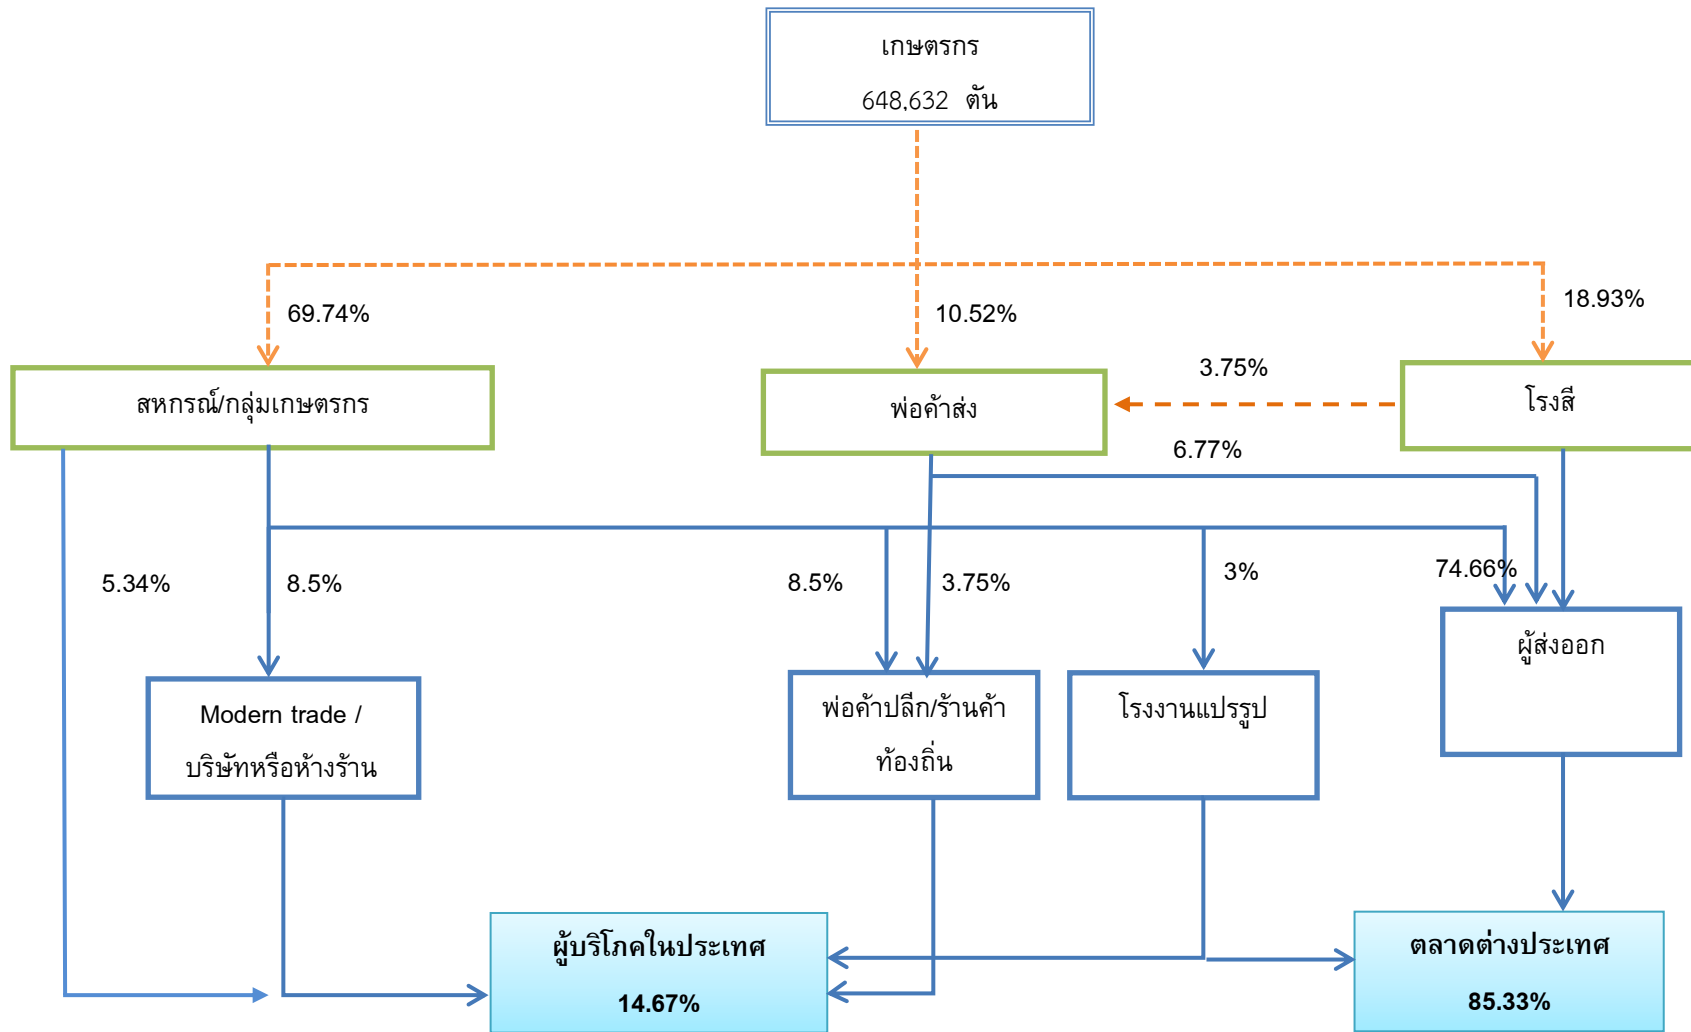 เกษตรกร
648,632 ตัน
69.74%
10.52%
18.93%
3.75%
สหกรณ์/กลุ่มเกษตรกร
พ่อค้าส่ง
โรงสี
6.77%
5.34%
8.5%
8.5%
3.75%
3%
74.66%
ผู้ส่งออก
Modern trade /
บริษัทหรือห้างร้าน
พ่อค้าปลีก/ร้านค้า
ท้องถิ่น
โรงงานแปรรูป
ผู้บริโภคในประเทศ
14.67%
ตลาดต่างประเทศ
85.33%